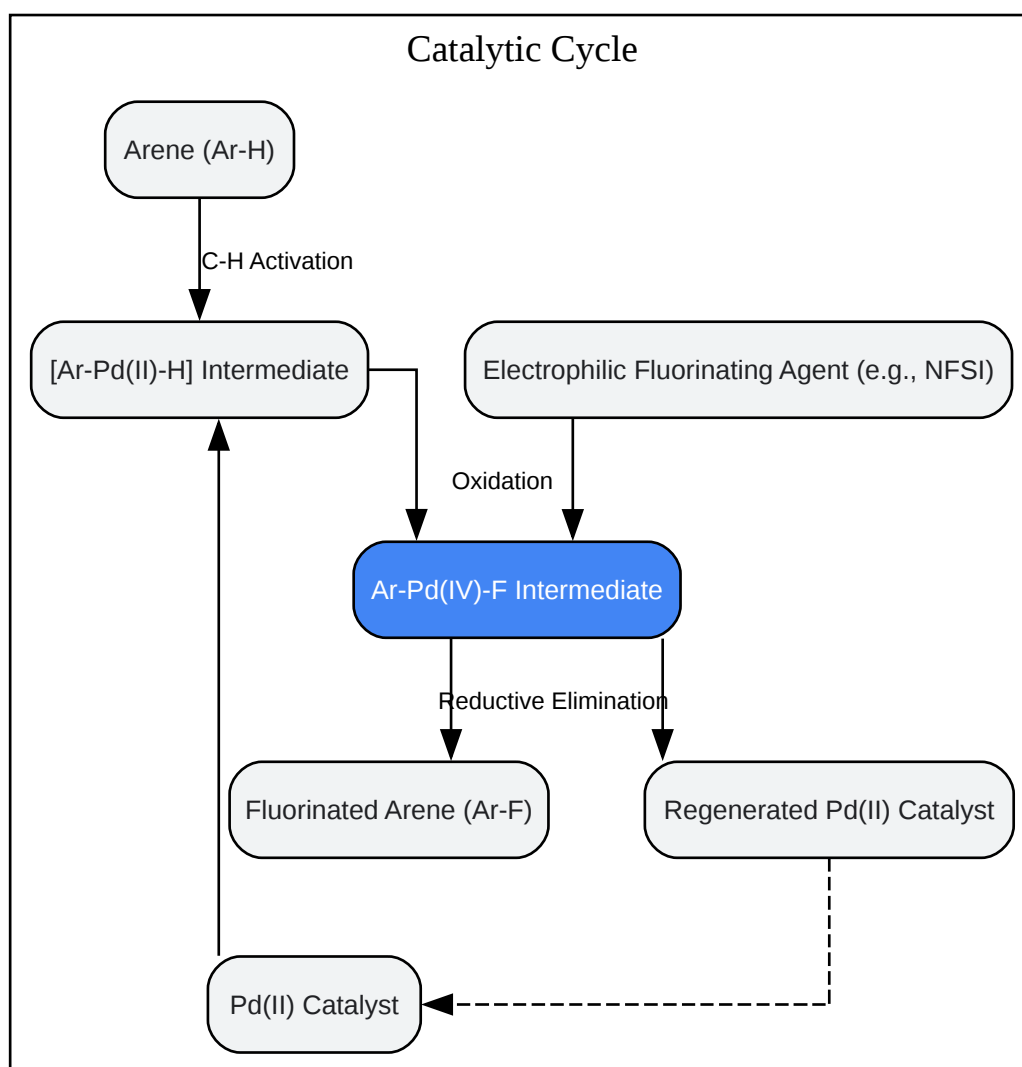 Catalytic Cycle
Arene (Ar-H)
C-H Activation
[Ar-Pd(II)-H] Intermediate
Electrophilic Fluorinating Agent (e.g., NFSI)
Oxidation
Ar-Pd(IV)-F Intermediate
Reductive Elimination
Fluorinated Arene (Ar-F)
Regenerated Pd(II) Catalyst
Pd(II) Catalyst